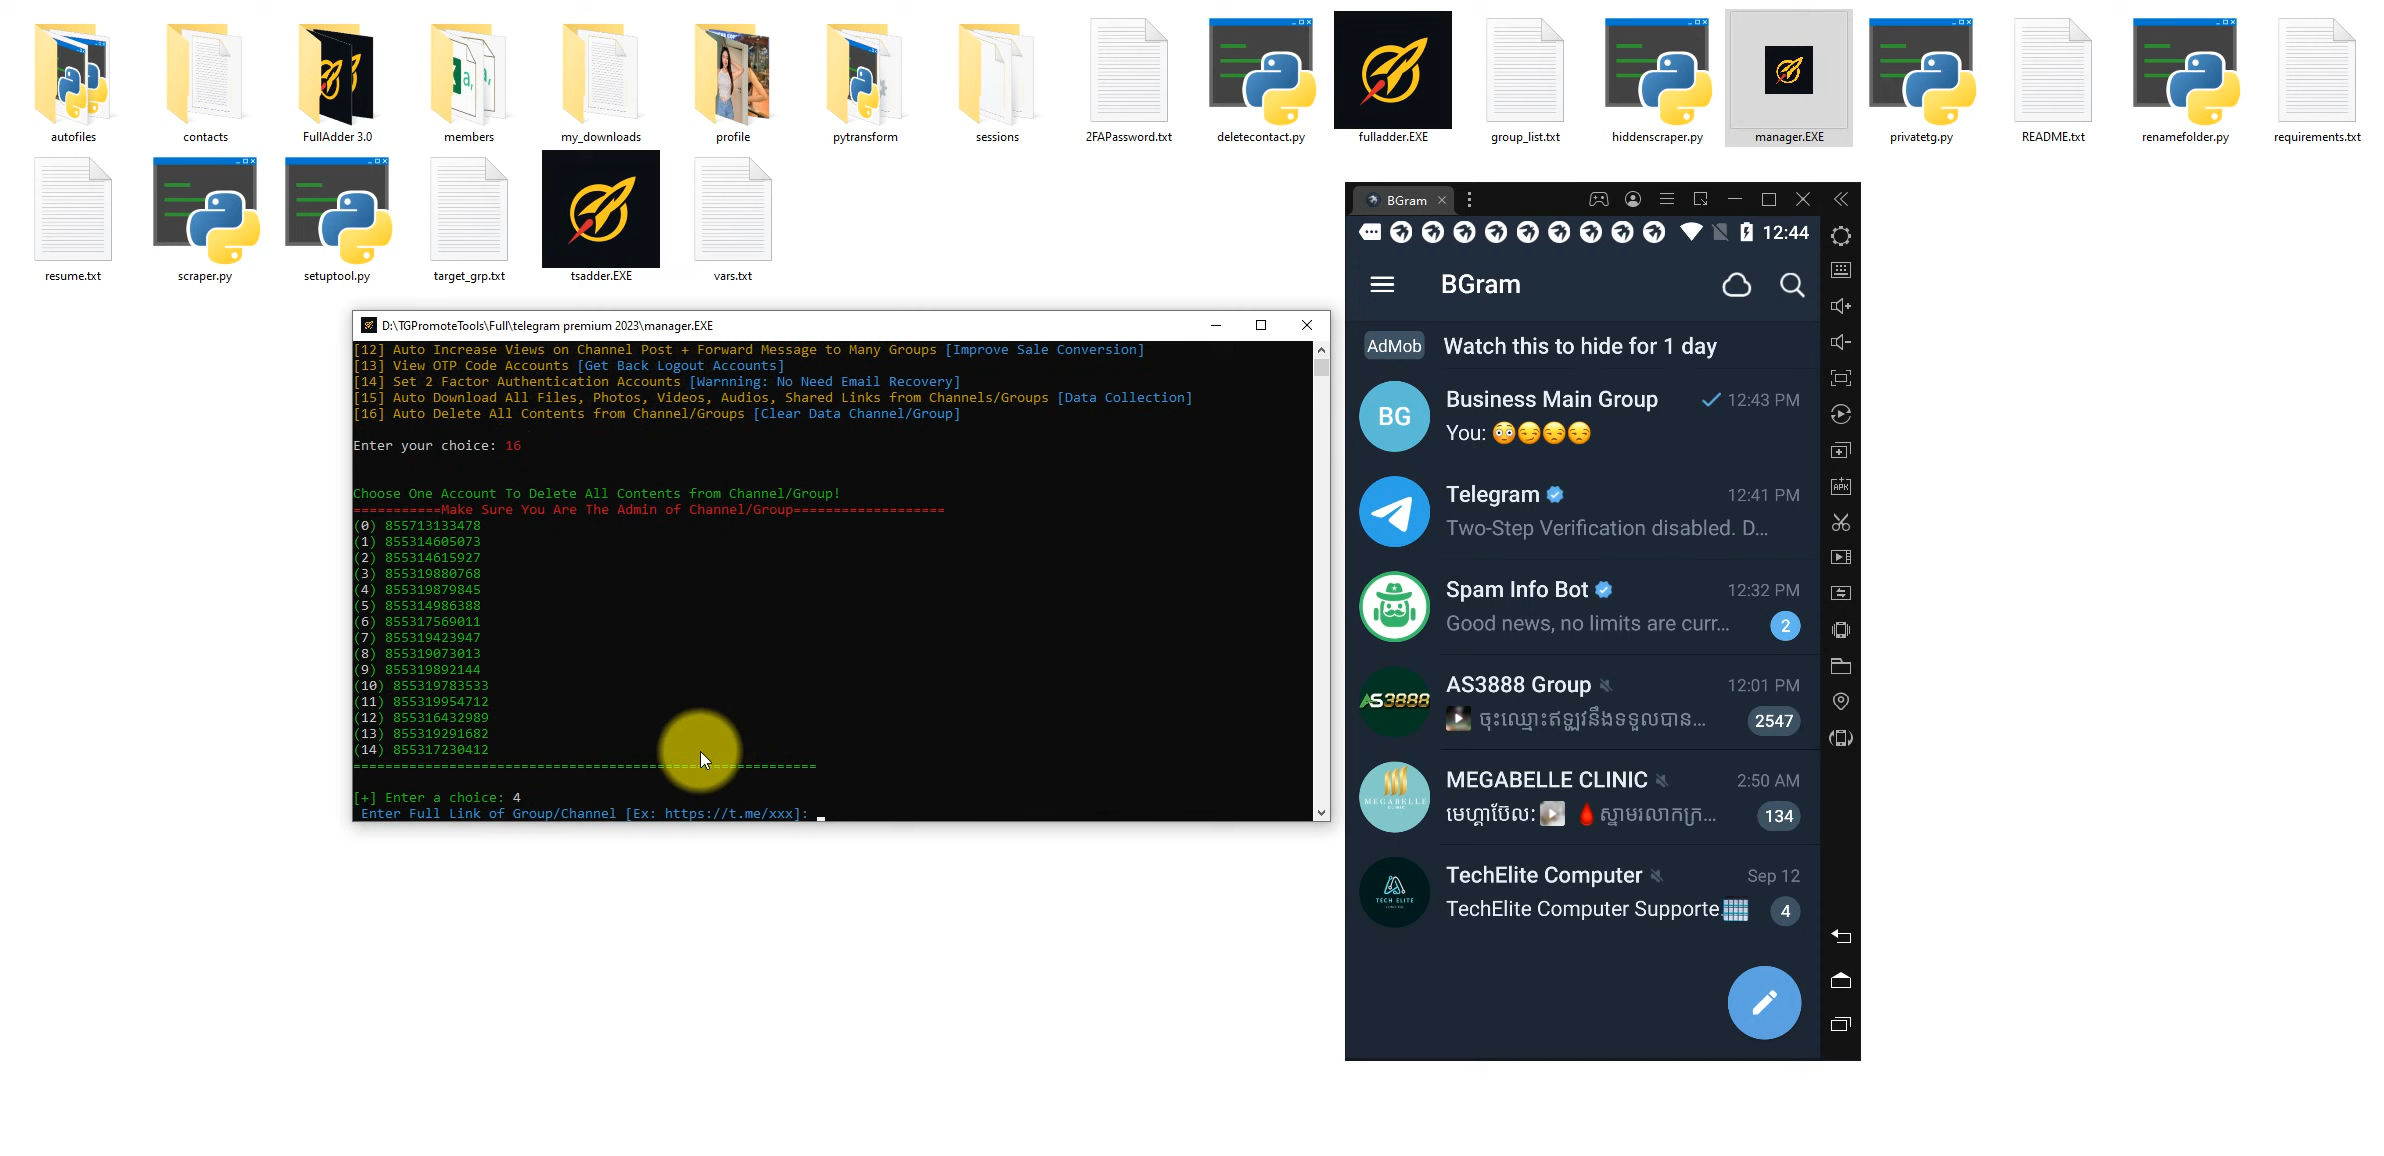 autofiles
contacts
FullAdder 3.0
members
my_downloads
profile
pytransform
sessions
2FAPassword.txt
deletecontact.py
fulladder.EXE
group_list.txt
hiddenscraper.py
manager.EXE
privatetg.py
README.txt
renamefolder.py
requirements.txt
resume.txt
scraper.py
setuptool.py
target_grp.txt
tsadder.EXE
vars.txt
D:\TGPromoteTools\Full\telegram premium 2023\manager.EXE
[12] Auto Increase Views on Channel Post + Forward Message to Many Groups [Improve Sale Conversion]
[13] View OTP Code Accounts [Get Back Logout Accounts]
[14] Set 2 Factor Authentication Accounts [Warnning: No Need Email Recovery]
[15] Auto Download All Files, Photos, Videos, Audios, Shared Links from Channels/Groups [Data Collection]
[16] Auto Delete All Contents from Channel/Groups [Clear Data Channel/Group]
Enter your choice: 16
Choose One Account To Delete All Contents from Channel/Group!
===========Make Sure You Are The Admin of Channel/Group===================
(0) 855713133478
(1) 855314605073
(2) 855314615927
(3) 855319880768
(4) 855319879845
(5) 855314986388
(6) 855317569011
(7) 855319423947
(8) 855319073013
(9) 855319892144
(10) 855319783533
(11) 855319954712
(12) 855316432989
(13) 855319291682
(14) 855317230412
==========================================================
[+] Enter a choice: 4
Enter Full Link of Group/Channel [Ex: https://t.me/xxx]:
BGram
12:44
BGram
AdMob Watch this to hide for 1 day
BG
Business Main Group 12:43 PM
You: 😳😏😒😒
Telegram 12:41 PM
Two-Step Verification disabled. D...
Spam Info Bot 12:32 PM
Good news, no limits are curr... 2
AS3888
AS3888 Group 12:01 PM
ចុះឈ្មោះឥឡូវនឹងទទួលបាន... 2547
MEGABELLE CLINIC
MEGABELLE CLINIC 2:50 AM
មេហ្គាប៊ែល: 🩸ស្នាមរលាកក្រ... 134
TECH ELITE
TechElite Computer Sep 12
TechElite Computer Supporte 4
APK